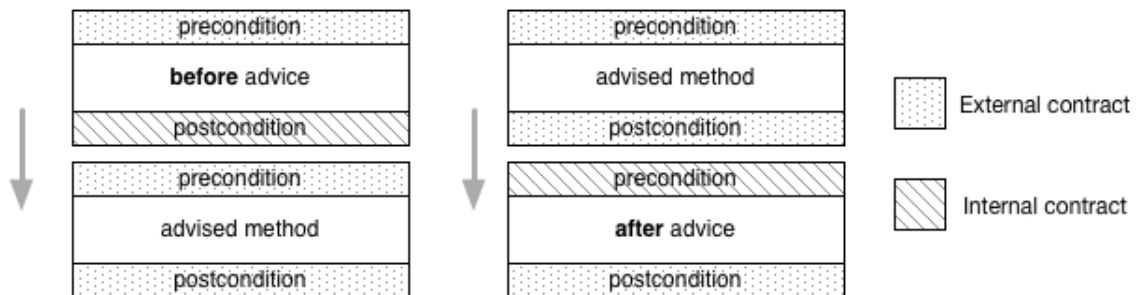 precondition
before advice
postcondition
precondition
advised method
postcondition
precondition
advised method
postcondition
precondition
after advice
postcondition
External contract
Internal contract